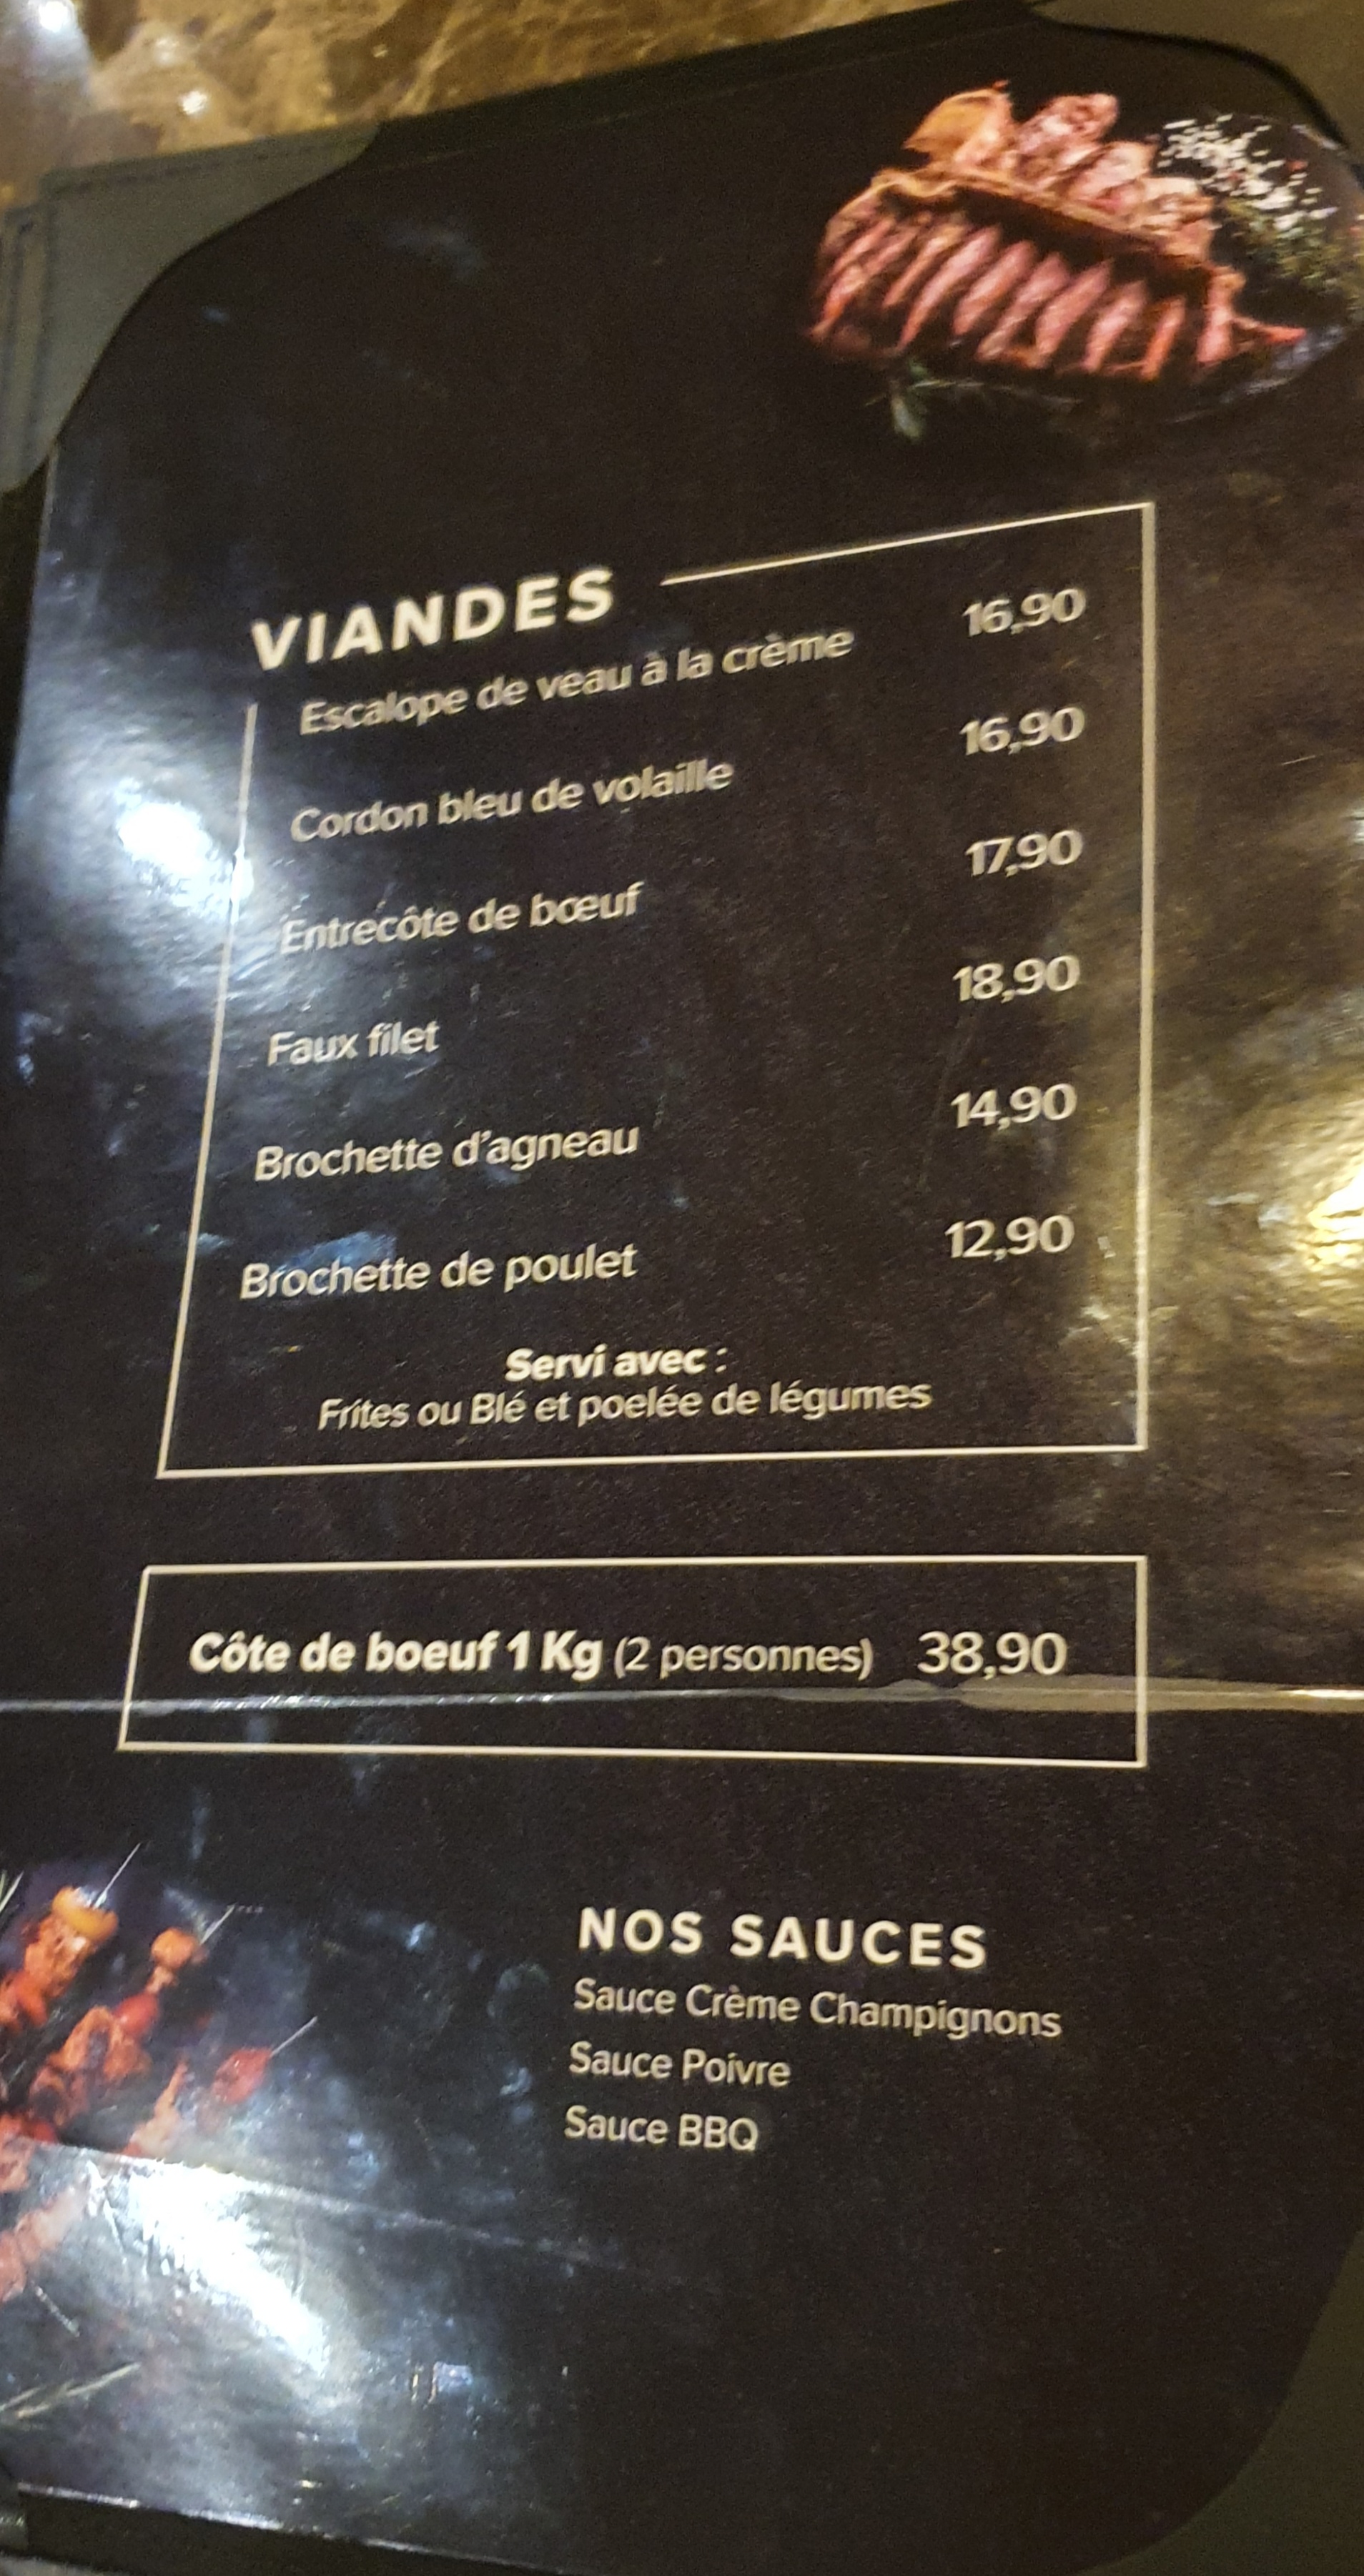 VIANDES
Escalope de veau à la crème 16,90
Cordon bleu de volaille 16,90
Entrecôte de bœuf 17,90
Faux filet 18,90
Brochette d'agneau 14,90
Brochette de poulet 12,90
Servi avec :
Frites ou Blé et poelée de légumes
Côte de boeuf 1 Kg (2 personnes) 38,90
NOS SAUCES
Sauce Crème Champignons
Sauce Poivre
Sauce BBQ